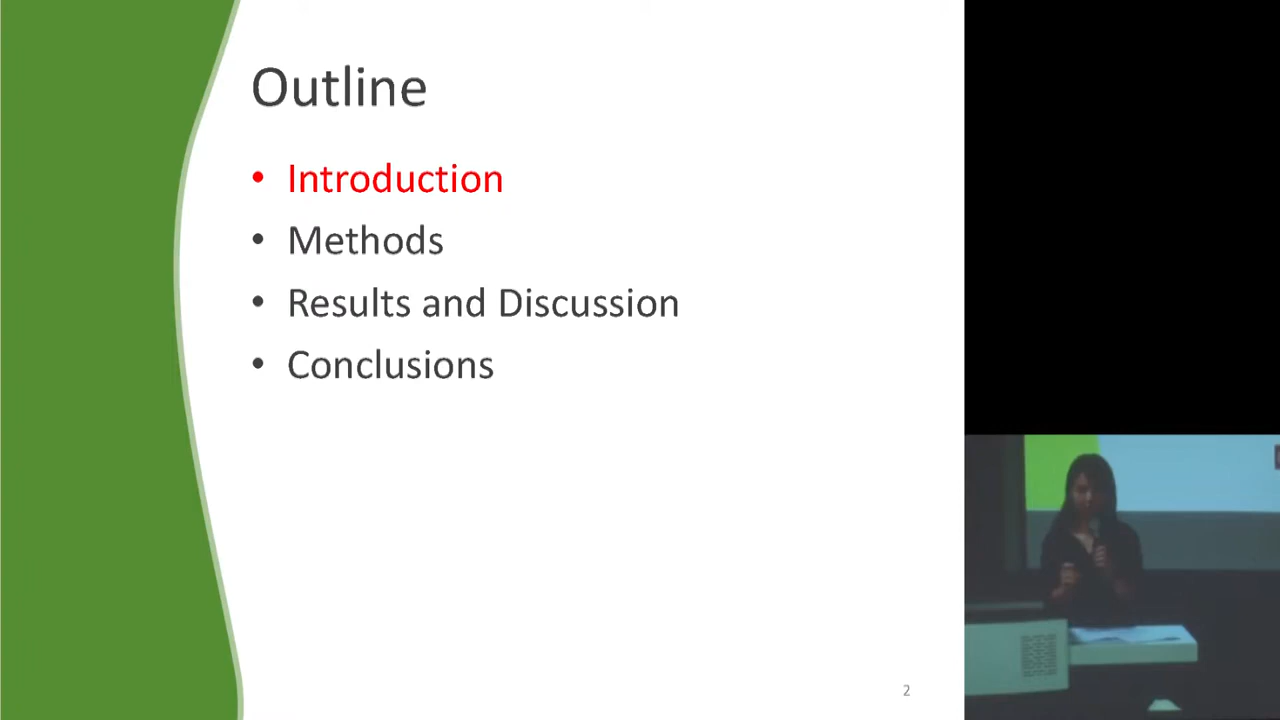 Outline
• Introduction
• Methods
• Results and Discussion
• Conclusions
2